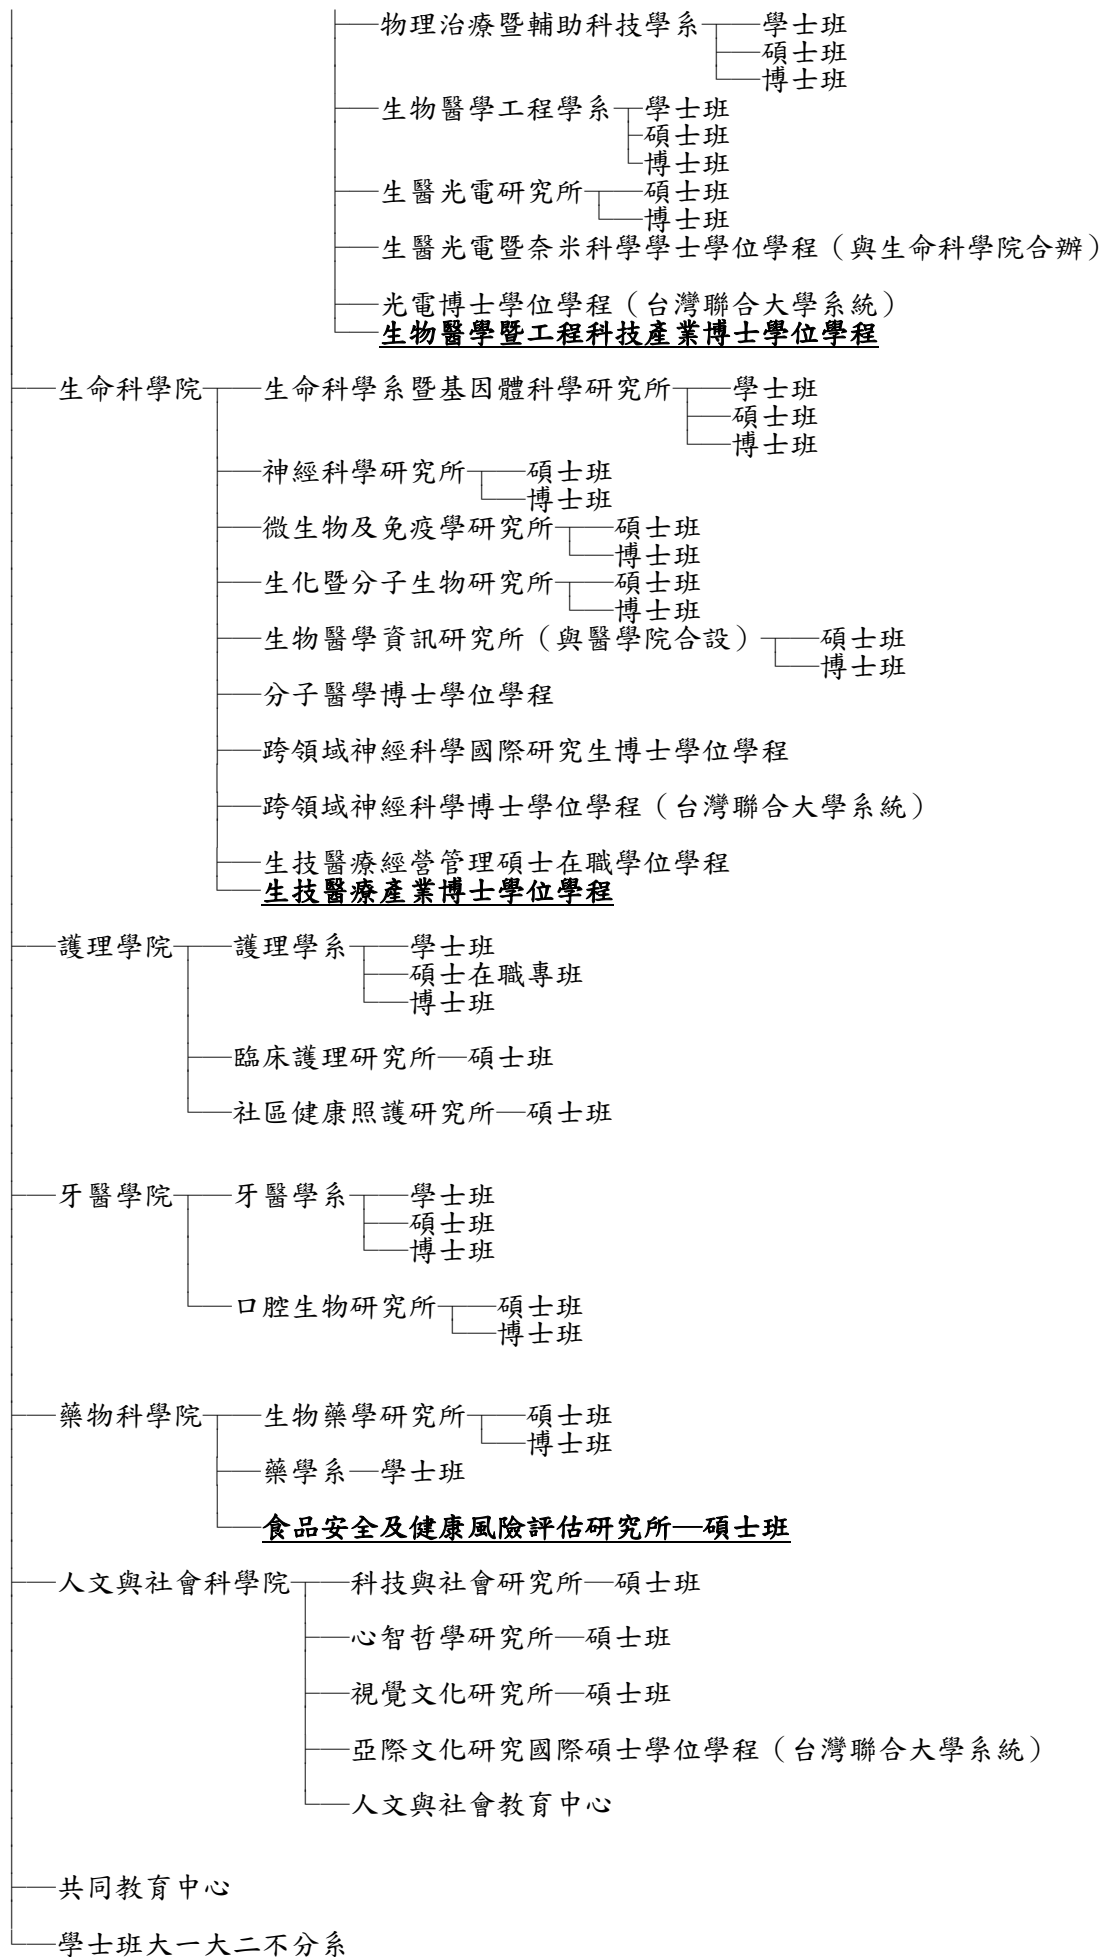 物理治療暨輔助科技學系 學士班
碩士班
博士班
生物醫學工程學系 學士班
碩士班
博士班
生醫光電研究所 碩士班
博士班
生醫光電暨奈米科學學士學位學程（與生命科學院合辦）
光電博士學位學程（台灣聯合大學系統）
生物醫學暨工程科技產業博士學位學程
生命科學院 生命科學系暨基因體科學研究所 學士班
碩士班
博士班
神經科學研究所 碩士班
博士班
微生物及免疫學研究所 碩士班
博士班
生化暨分子生物研究所 碩士班
博士班
生物醫學資訊研究所（與醫學院合設） 碩士班
博士班
分子醫學博士學位學程
跨領域神經科學國際研究生博士學位學程
跨領域神經科學博士學位學程（台灣聯合大學系統）
生技醫療經營管理碩士在職學位學程
生技醫療產業博士學位學程
護理學院 護理學系 學士班
碩士在職專班
博士班
臨床護理研究所—碩士班
社區健康照護研究所—碩士班
牙醫學院 牙醫學系 學士班
碩士班
博士班
口腔生物研究所 碩士班
博士班
藥物科學院 生物藥學研究所 碩士班
博士班
藥學系—學士班
食品安全及健康風險評估研究所—碩士班
人文與社會科學院 科技與社會研究所—碩士班
心智哲學研究所—碩士班
視覺文化研究所—碩士班
亞際文化研究國際碩士學位學程（台灣聯合大學系統）
人文與社會教育中心
共同教育中心
學士班大一大二不分系